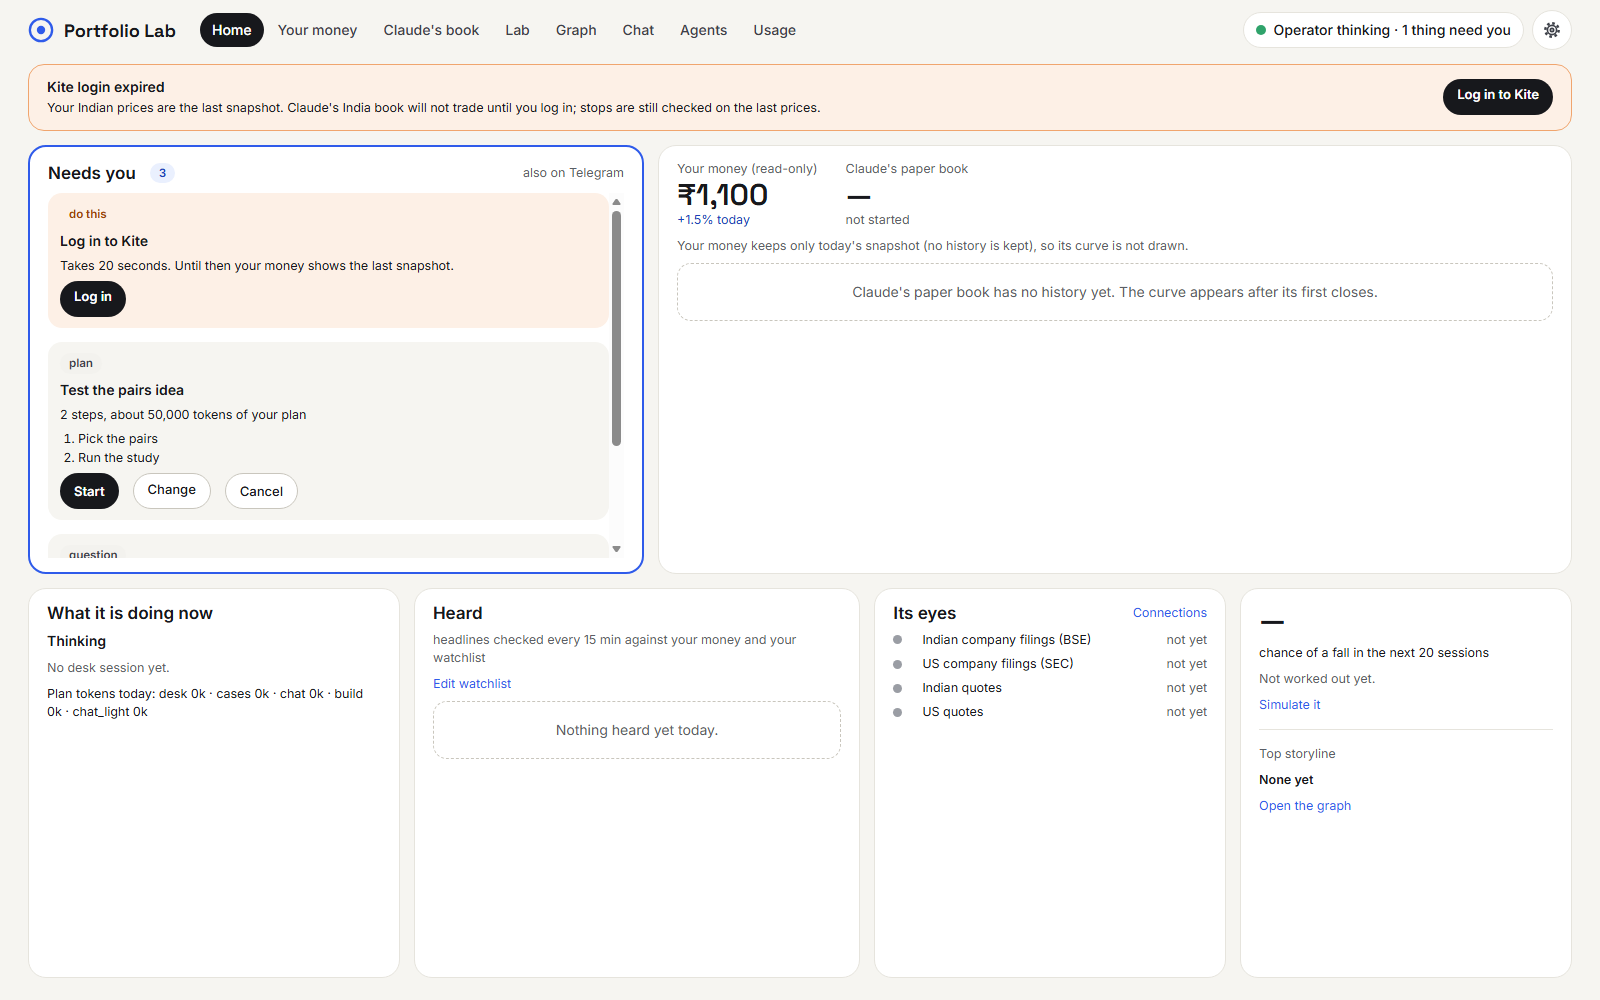 Portfolio Lab
Home
Your money
Claude's book
Lab
Graph
Chat
Agents
Usage
Operator thinking · 1 thing need you
Kite login expired
Your Indian prices are the last snapshot. Claude's India book will not trade until you log in; stops are still checked on the last prices.
Log in to Kite
Needs you
3
also on Telegram
do this
Log in to Kite
Takes 20 seconds. Until then your money shows the last snapshot.
Log in
plan
Test the pairs idea
2 steps, about 50,000 tokens of your plan
1. Pick the pairs
2. Run the study
Start
Change
Cancel
question
Your money (read-only)
₹1,100
+1.5% today
Claude's paper book
—
not started
Your money keeps only today's snapshot (no history is kept), so its curve is not drawn.
Claude's paper book has no history yet. The curve appears after its first closes.
What it is doing now
Thinking
No desk session yet.
Plan tokens today: desk 0k · cases 0k · chat 0k · build
0k · chat_light 0k
Heard
headlines checked every 15 min against your money and your
watchlist
Edit watchlist
Nothing heard yet today.
Its eyes
Connections
Indian company filings (BSE)
not yet
US company filings (SEC)
not yet
Indian quotes
not yet
US quotes
not yet
—
chance of a fall in the next 20 sessions
Not worked out yet.
Simulate it
Top storyline
None yet
Open the graph